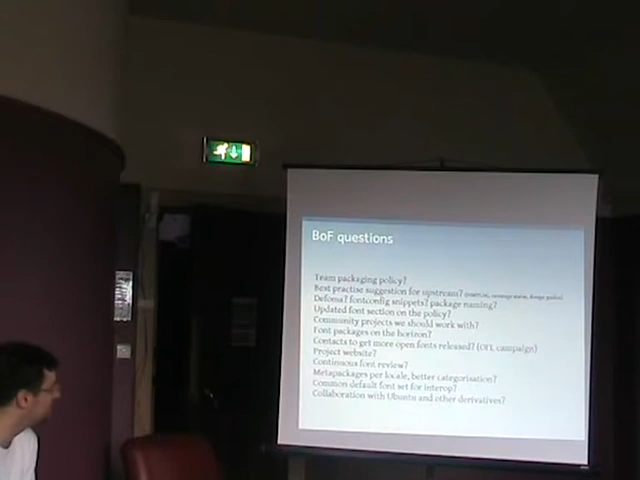 BoF questions
Team packaging policy?
Best practise suggestion for upstream?
Defoma? fontconfig snippets? package naming?
Updated font section on the policy?
Community projects we should work with?
Font packages on the horizon?
Contacts to get more open fonts released? (OFL campaign)
Project website?
Continuous font review?
Metapackages per locale, better categorisation?
Common default font set for interop?
Collaboration with Ubuntu and other derivatives?